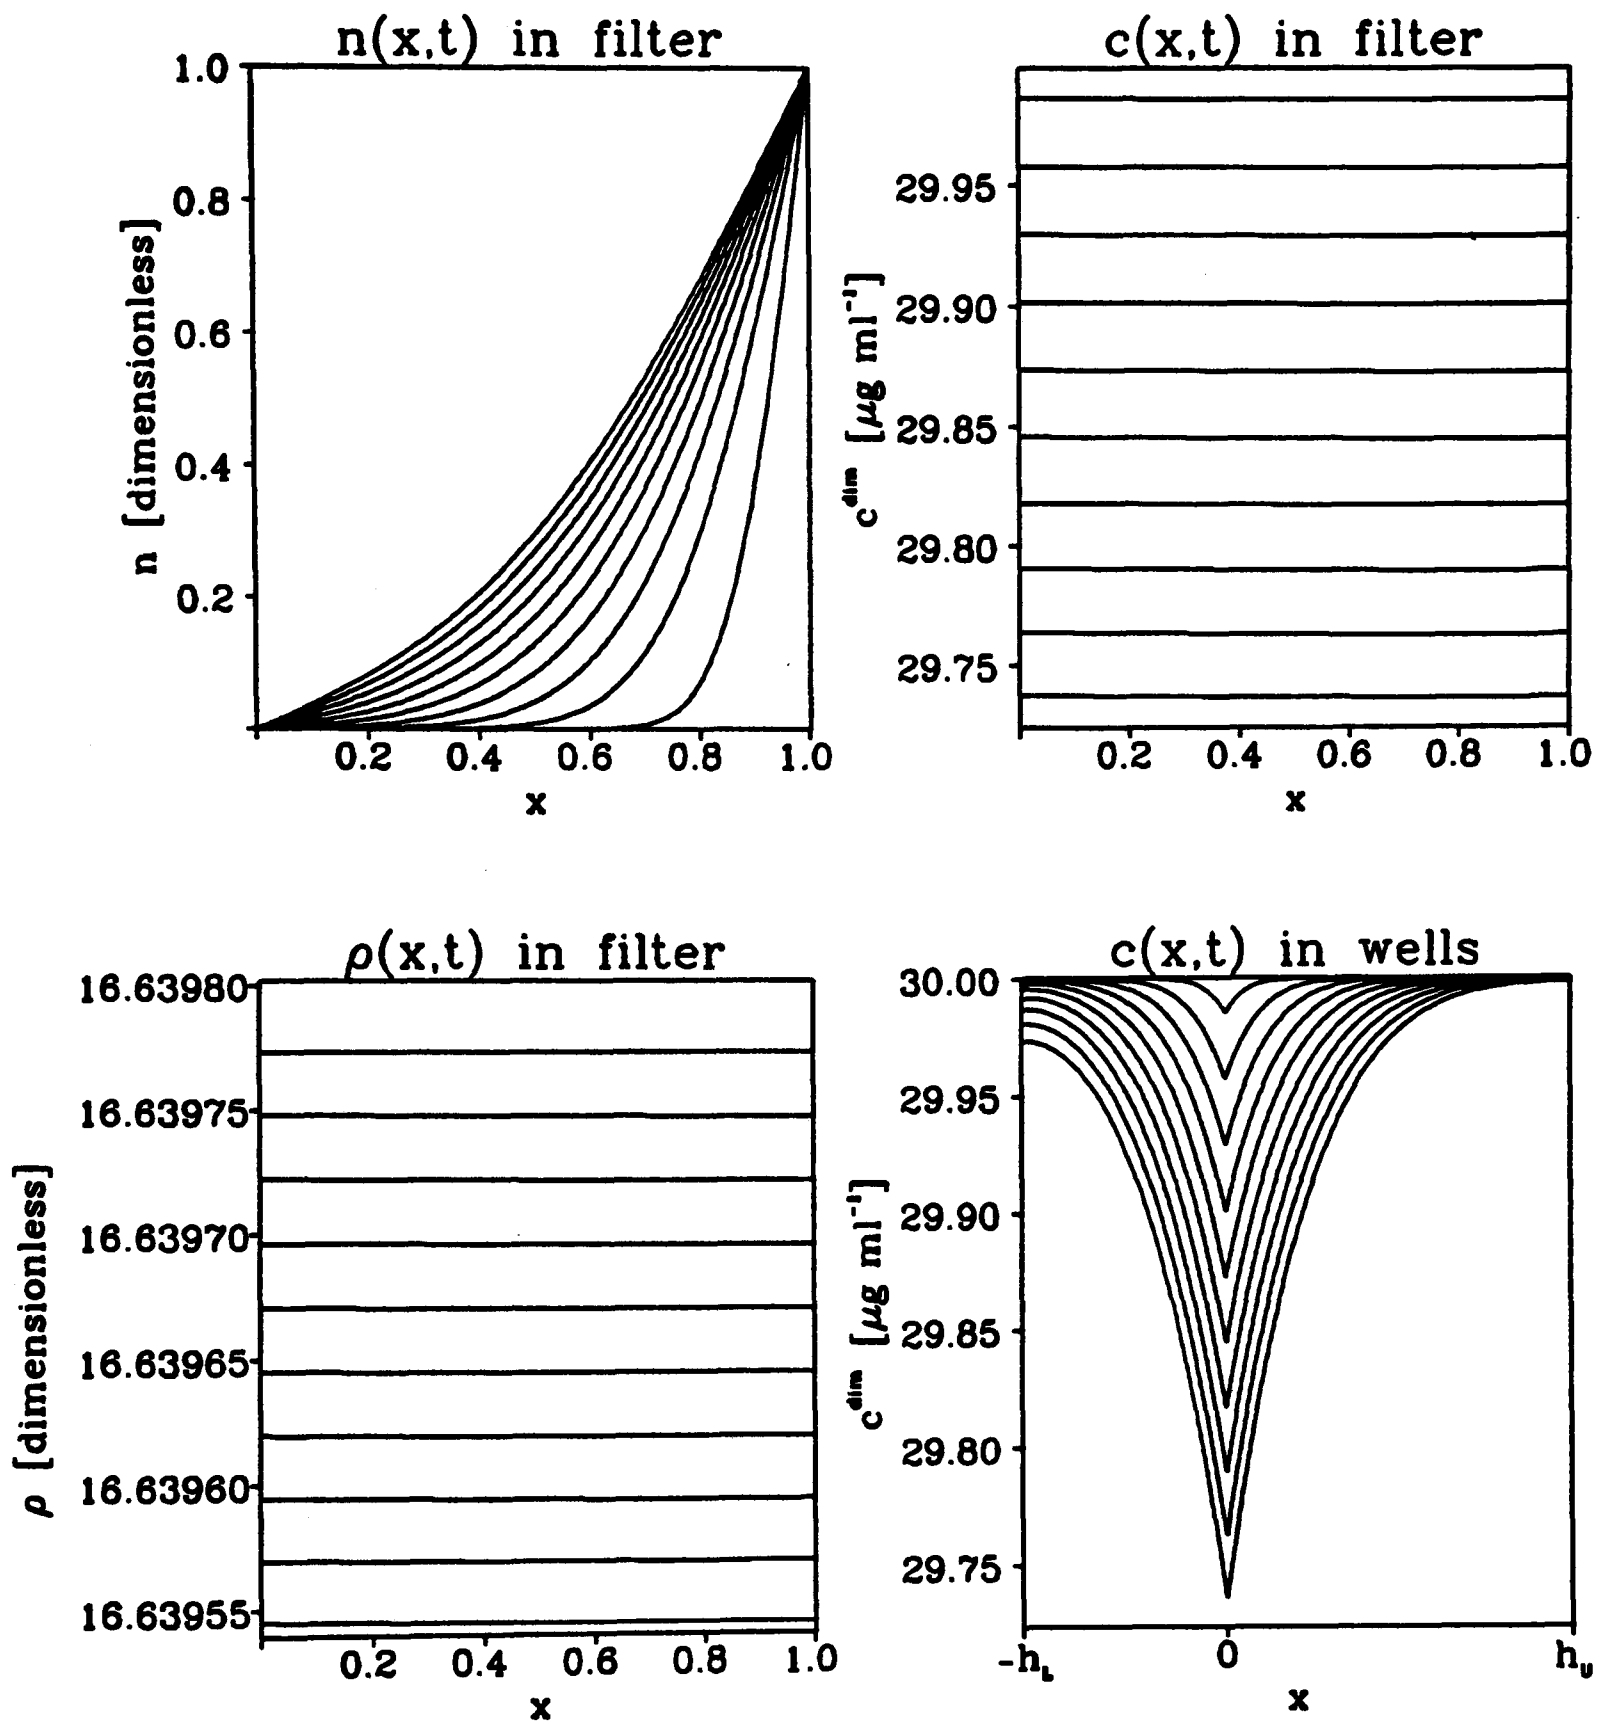 n(x,t) in filter
1.0
0.8
0.6
0.4
0.2
n [dimensionless]
0.2 0.4 0.6 0.8 1.0
x
c(x,t) in filter
29.95
29.90
29.85
29.80
29.75
c^dim [μg ml^-1]
0.2 0.4 0.6 0.8 1.0
x
ρ(x,t) in filter
16.63980
16.63975
16.63970
16.63965
16.63960
16.63955
ρ [dimensionless]
0.2 0.4 0.6 0.8 1.0
x
c(x,t) in wells
30.00
29.95
29.90
29.85
29.80
29.75
c^dim [μg ml^-1]
-h_L 0 h_U
x